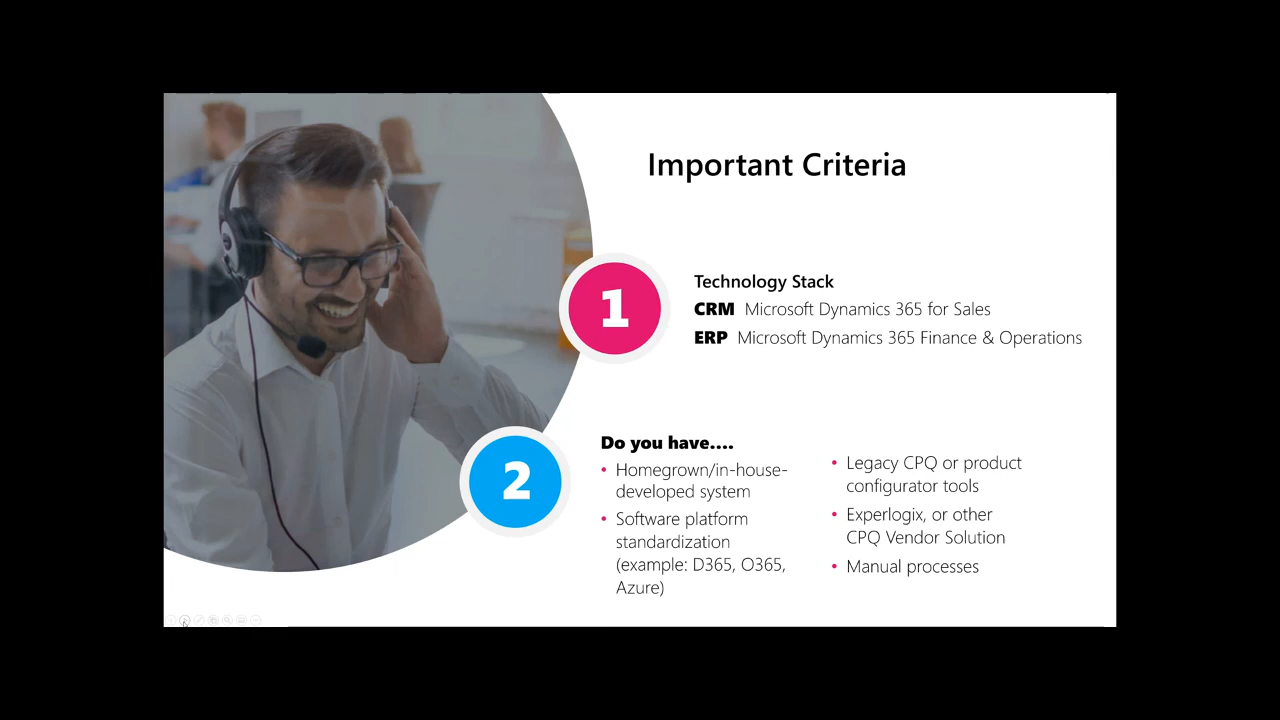 Important Criteria
1
Technology Stack
CRM Microsoft Dynamics 365 for Sales
ERP Microsoft Dynamics 365 Finance & Operations
2
Do you have....
• Homegrown/in-house-
developed system
• Software platform
standardization
(example: D365, O365,
Azure)
• Legacy CPQ or product
configurator tools
• Experlogix, or other
CPQ Vendor Solution
• Manual processes